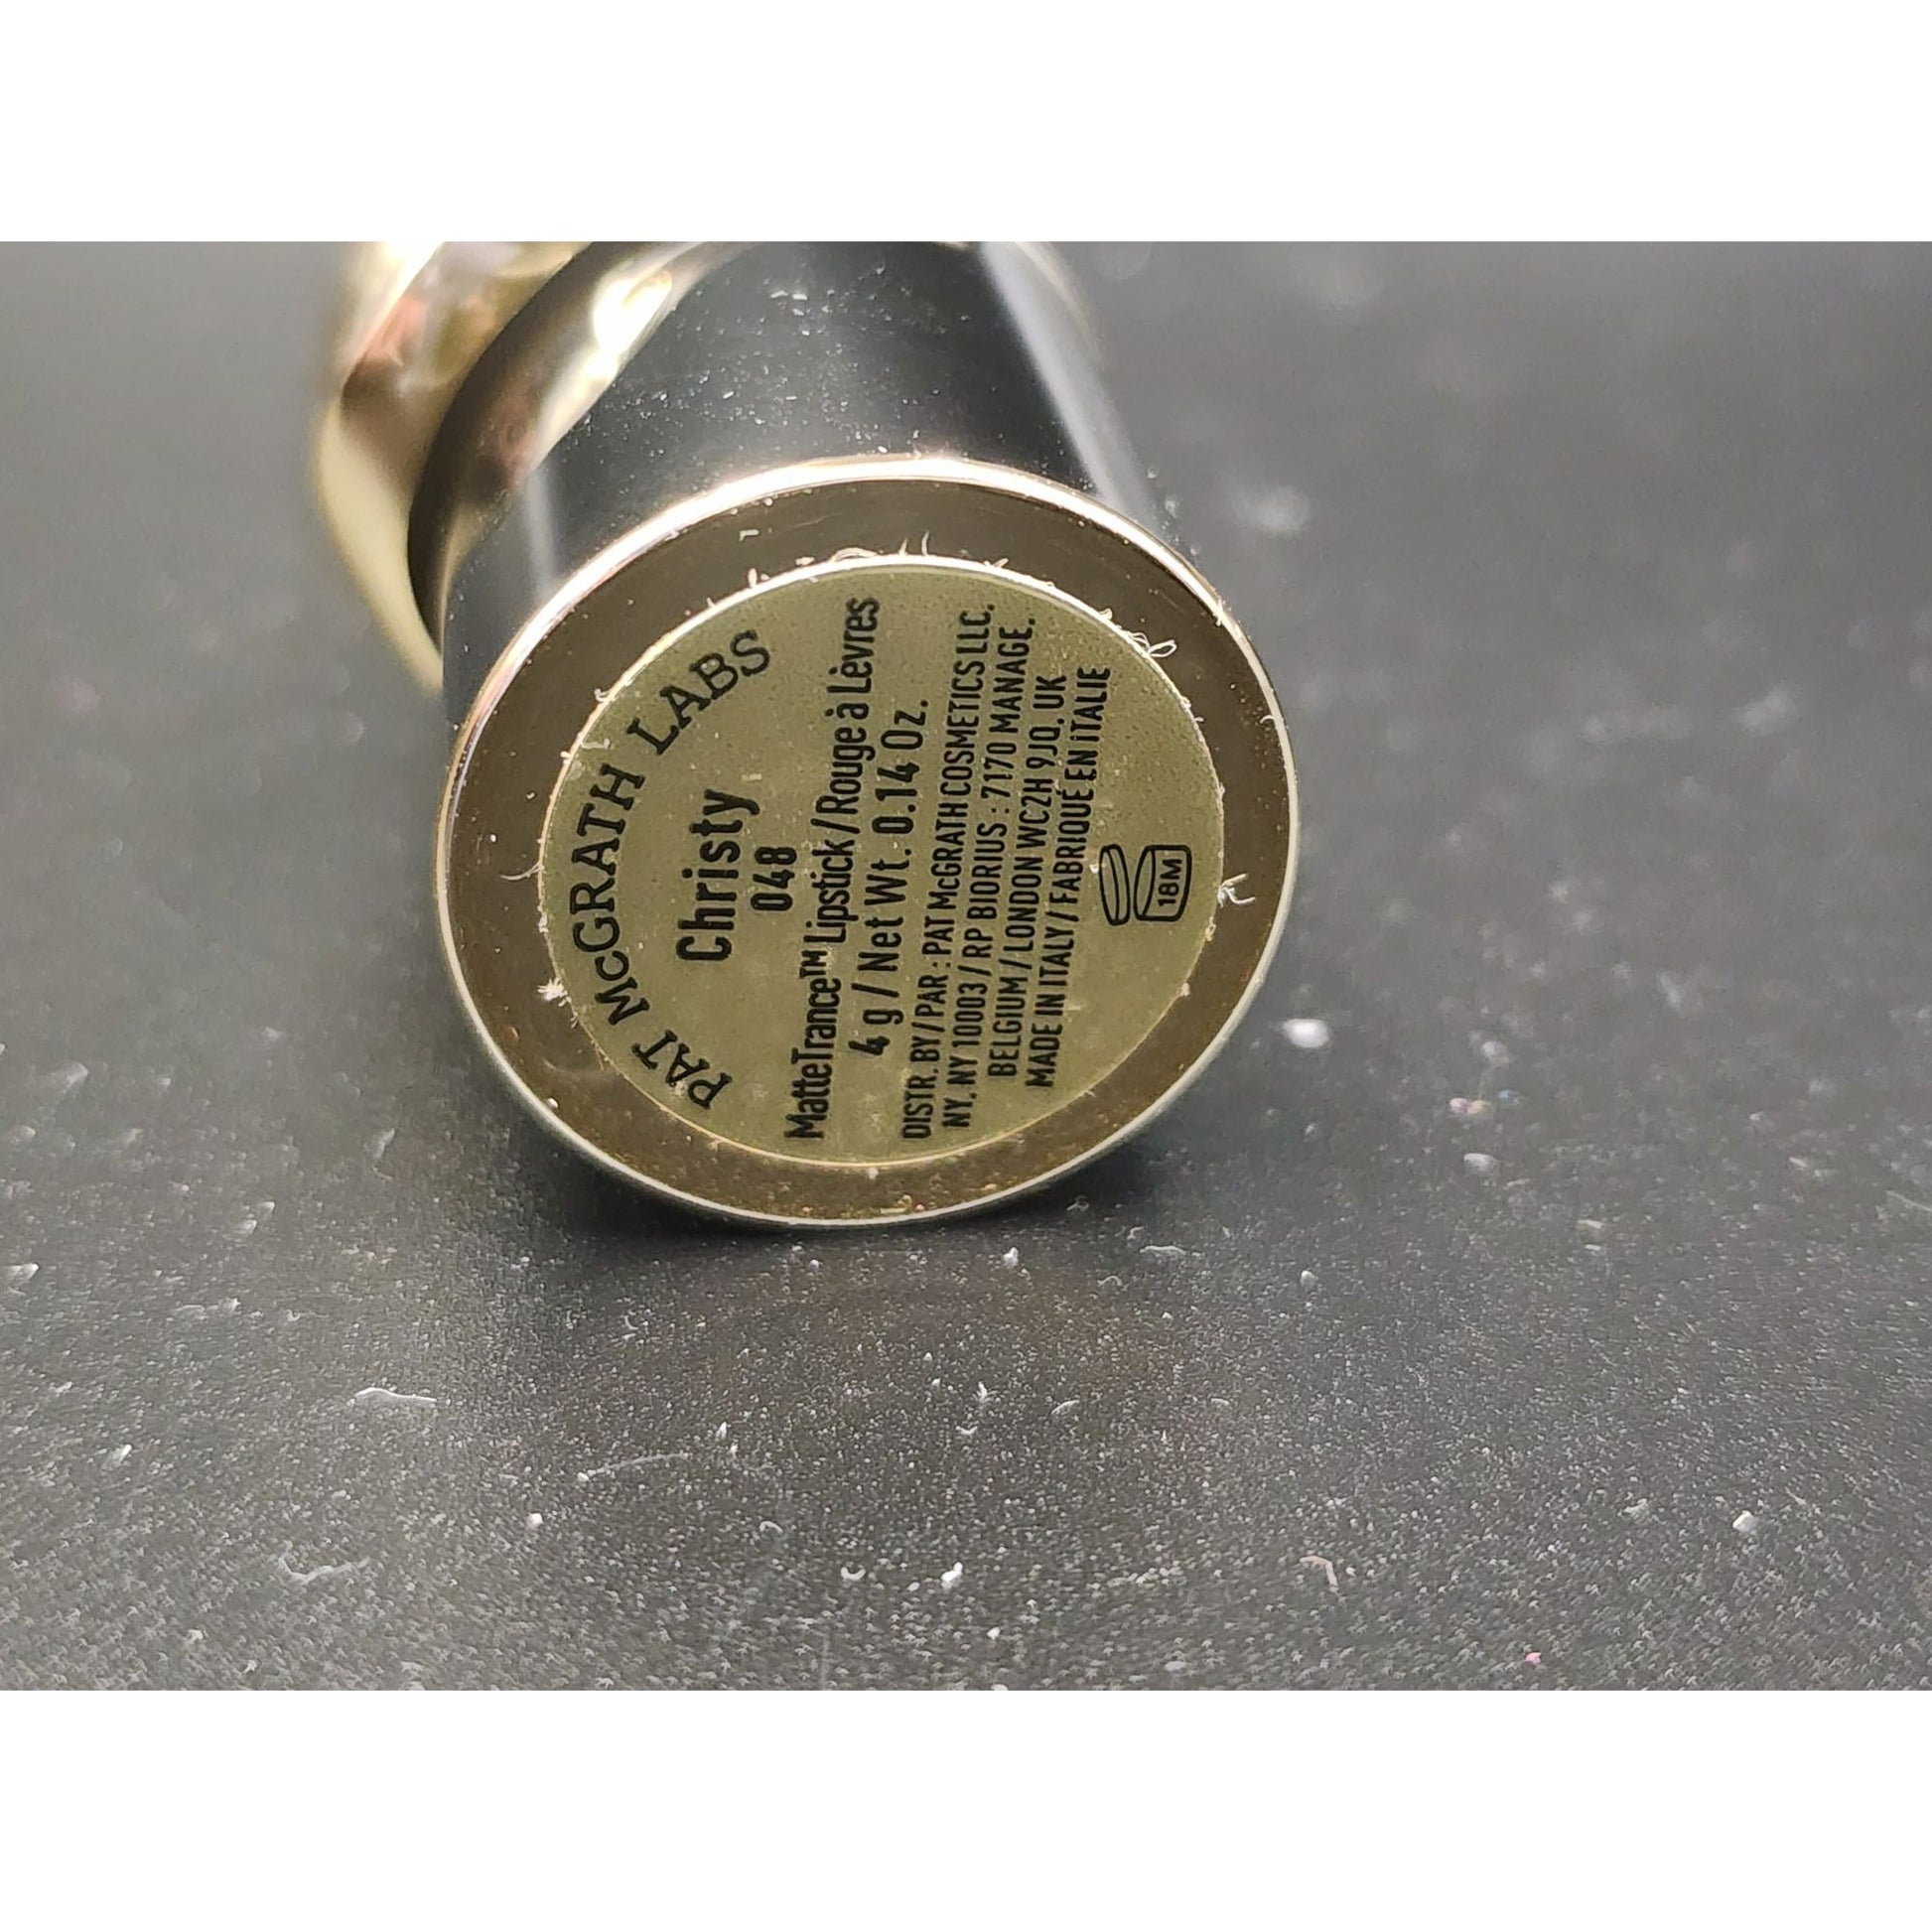 PAT McGRATH LABS
Christy
048
MatteTrance™ Lipstick / Rouge à Lèvres
4 g / Net Wt. 0.14 Oz.
DISTR. BY / PAR : PAT McGRATH COSMETICS LLC.
NY, NY 10003 / RP BIORIUS : 7170 MANAGE,
BELGIUM / LONDON WC2H 9JQ, UK
MADE IN ITALY / FABRIQUÉ EN ITALIE
18M